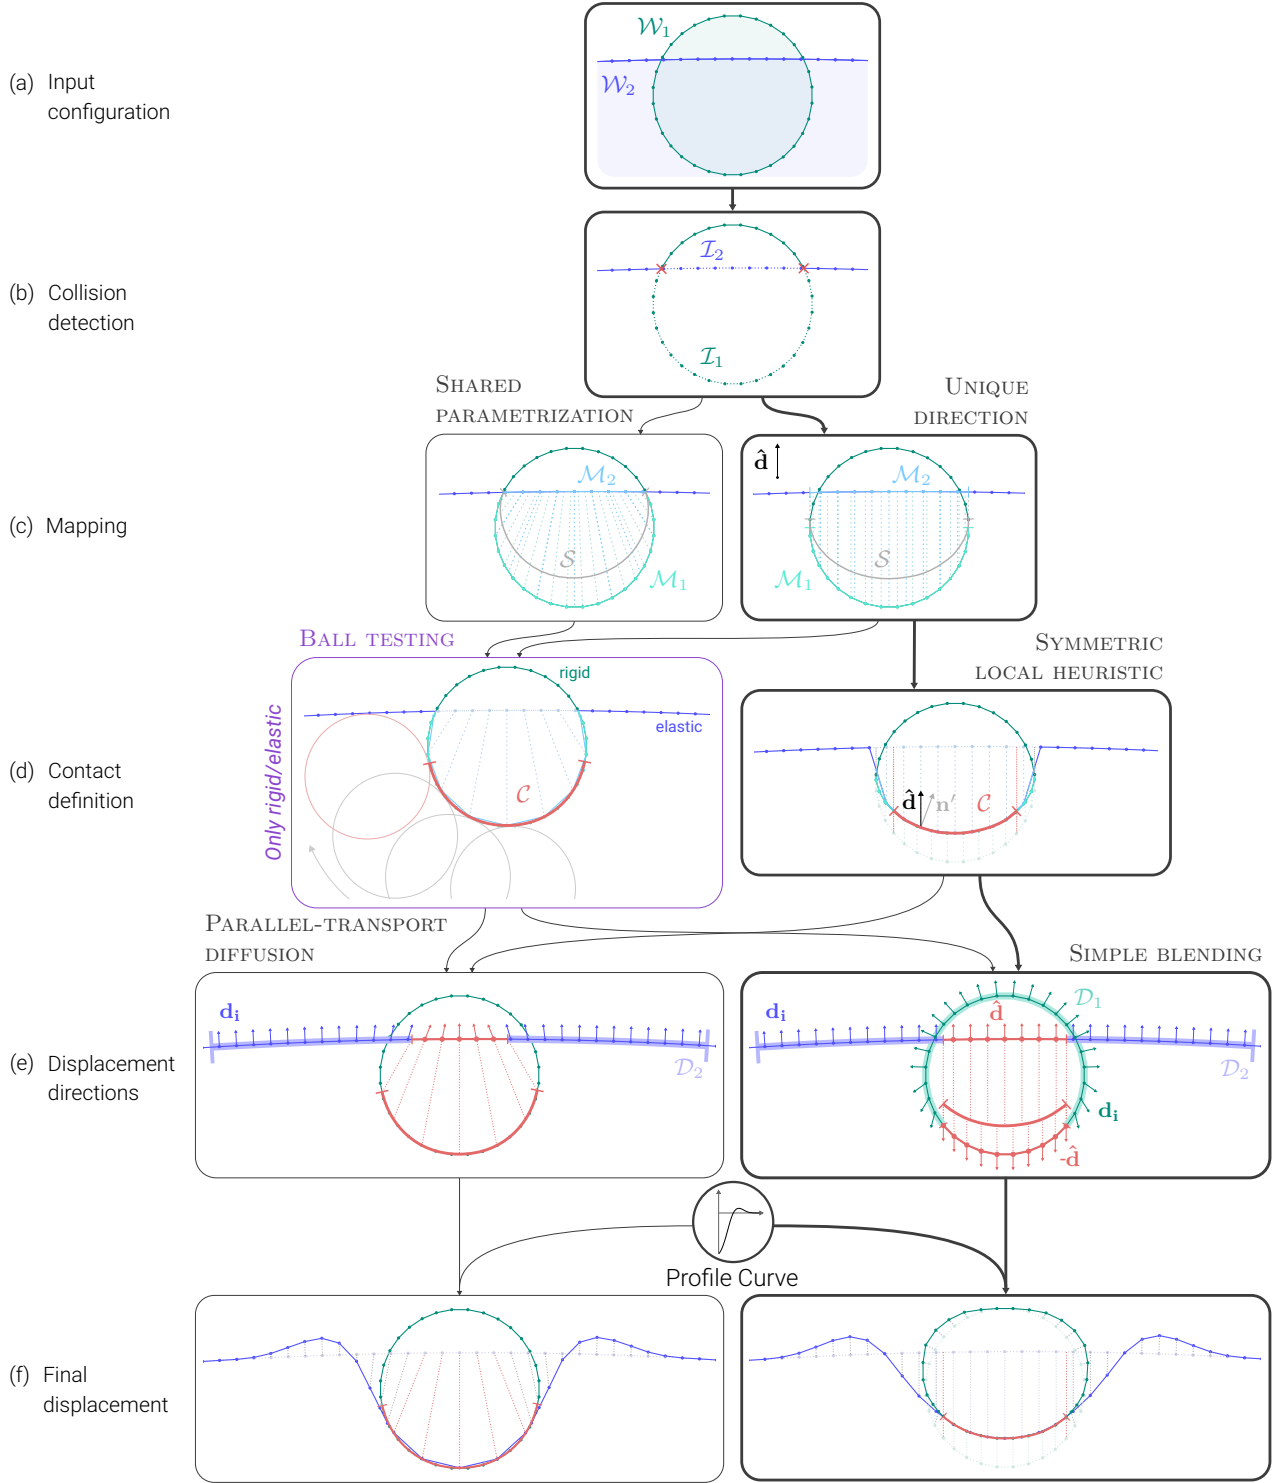 (a) Input
configuration
𝒲₁
𝒲₂
(b) Collision
detection
ℐ₂
ℐ₁
SHARED
PARAMETRIZATION
UNIQUE
DIRECTION
(c) Mapping
ℳ₂
𝒮
ℳ₁
d̂
ℳ₂
𝒮
ℳ₁
BALL TESTING
SYMMETRIC
LOCAL HEURISTIC
(d) Contact
definition
Only rigid/elastic
rigid
elastic
𝒞
d̂
n′
𝒞
PARALLEL-TRANSPORT
DIFFUSION
SIMPLE BLENDING
(e) Displacement
directions
dᵢ
𝒟₂
dᵢ
d̂
𝒟₁
𝒟₂
dᵢ
-d̂
Profile Curve
(f) Final
displacement